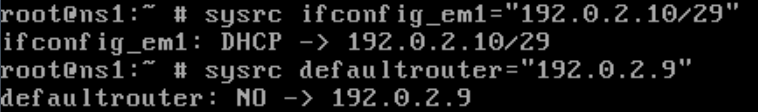 root@ns1:~ # sysrc ifconfig_em1="192.0.2.10/29"
ifconfig_em1: DHCP -> 192.0.2.10/29
root@ns1:~ # sysrc defaultrouter="192.0.2.9"
defaultrouter: NO -> 192.0.2.9